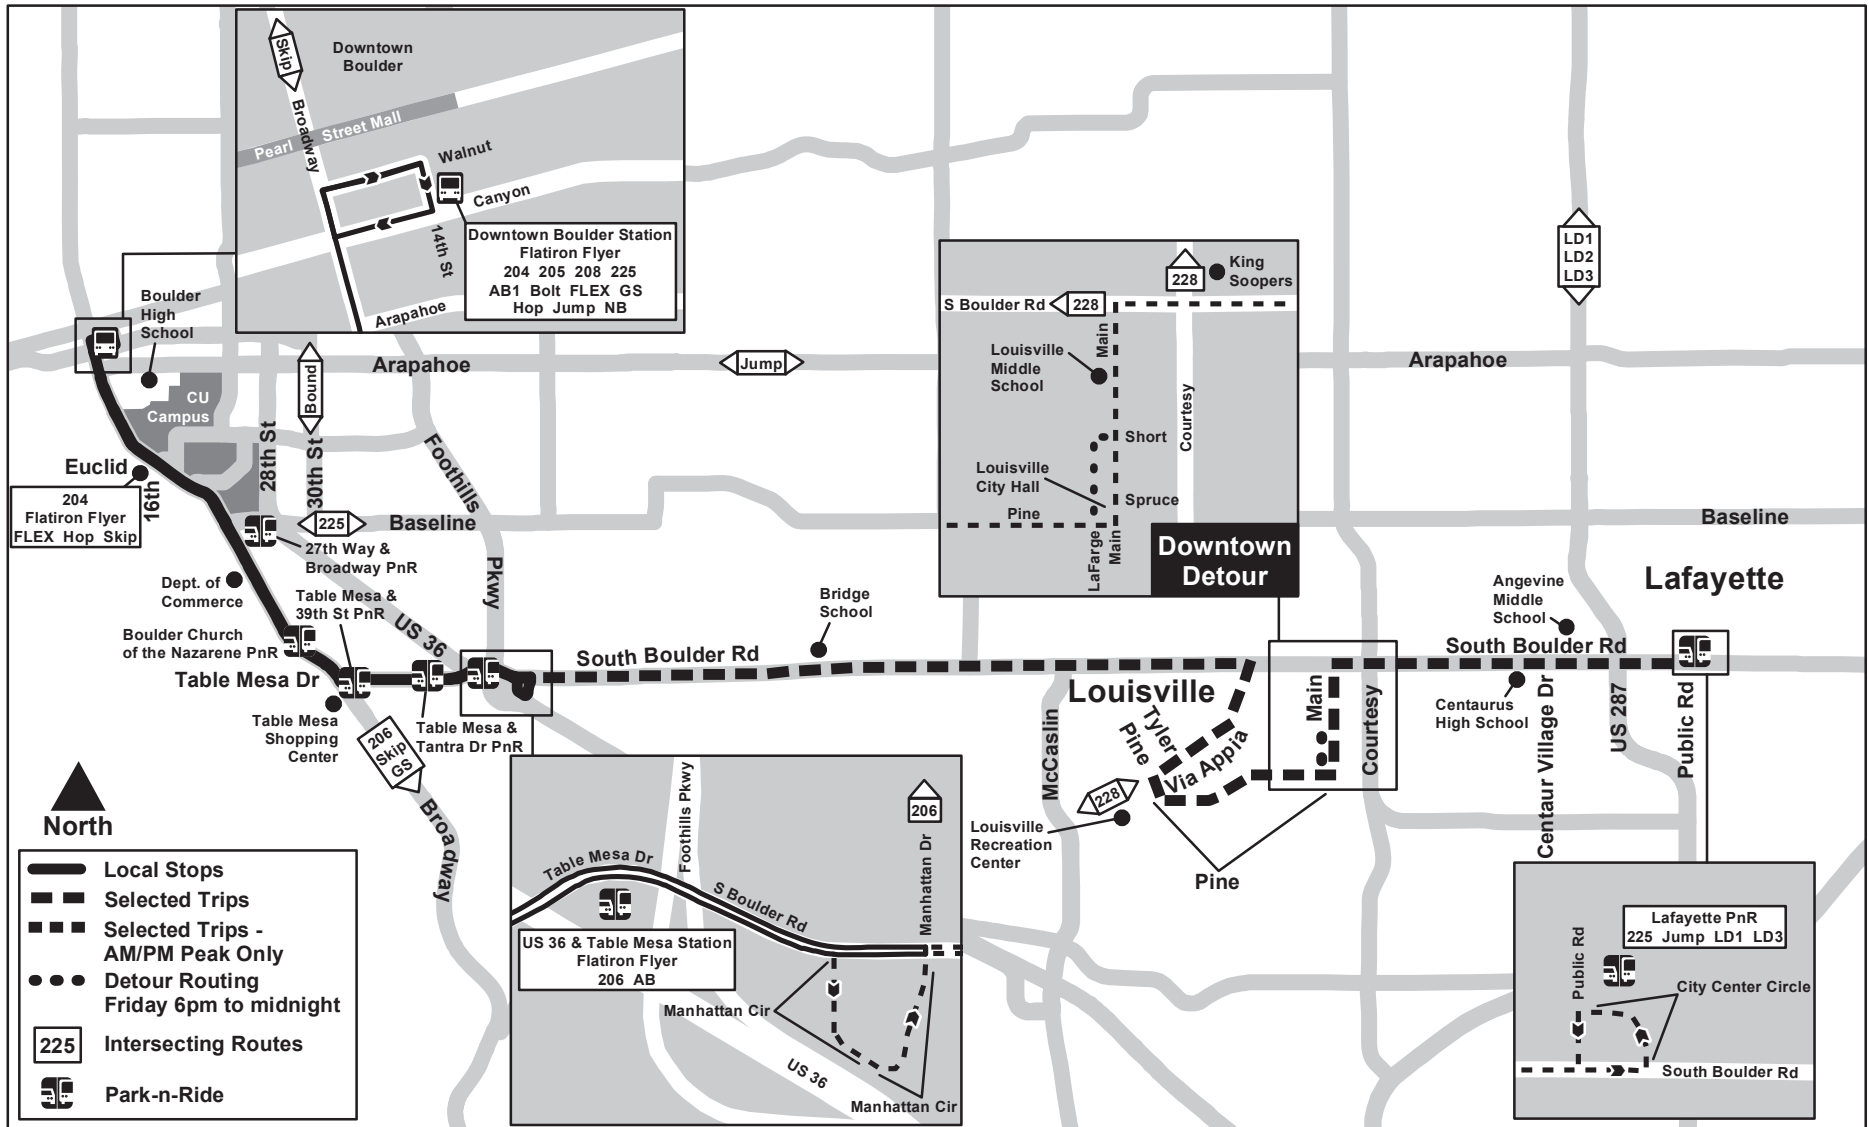 Skip
Downtown
Boulder
Broadway
Pearl Street Mall
Walnut
Canyon
14th St
Arapahoe
Downtown Boulder Station
Flatiron Flyer
204 205 208 225
AB1 Bolt FLEX GS
Hop Jump NB
Boulder
High
School
CU
Campus
Bound
Arapahoe
Jump
Arapahoe
LD1
LD2
LD3
228
King
Soopers
S Boulder Rd
228
Main
Louisville
Middle
School
Courtesy
Short
Louisville
City Hall
Spruce
Pine
LaFarge
Main
Downtown
Detour
Euclid
16th
28th St
30th St
Foothills
Pkwy
204
Flatiron Flyer
FLEX Hop Skip
225
Baseline
Baseline
27th Way &
Broadway PnR
Dept. of
Commerce
Table Mesa &
39th St PnR
US 36
Boulder Church
of the Nazarene PnR
Table Mesa Dr
Table Mesa
Shopping
Center
206
Skip
GS
Table Mesa &
Tantra Dr PnR
Broadway
South Boulder Rd
Bridge
School
Louisville
McCaslin
Tyler
Pine
Via Appia
228
Louisville
Recreation
Center
Pine
Main
Courtesy
Angevine
Middle
School
Lafayette
South Boulder Rd
Centaurus
High School
Centaur Village Dr
US 287
Public Rd
North
Local Stops
Selected Trips
Selected Trips -
AM/PM Peak Only
Detour Routing
Friday 6pm to midnight
225
Intersecting Routes
Park-n-Ride
Foothills Pkwy
206
Table Mesa Dr
S Boulder Rd
Manhattan Dr
US 36 & Table Mesa Station
Flatiron Flyer
206 AB
Manhattan Cir
US 36
Manhattan Cir
Lafayette PnR
225 Jump LD1 LD3
Public Rd
City Center Circle
South Boulder Rd